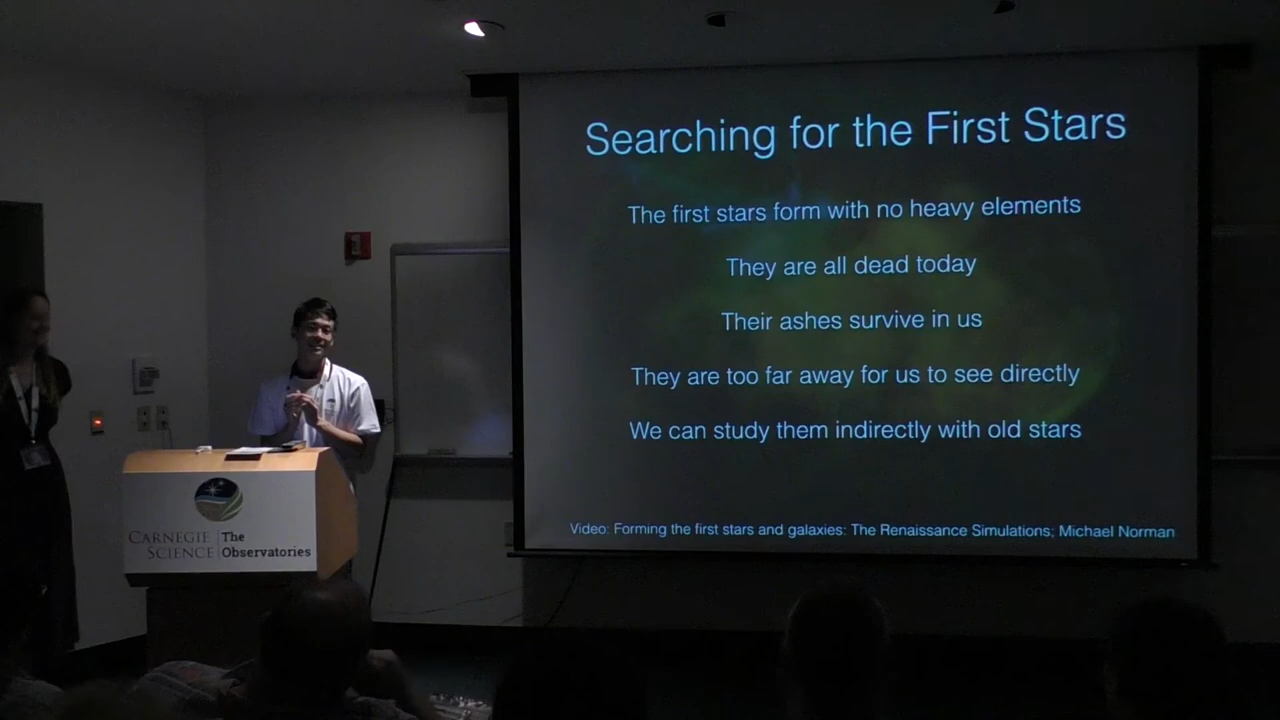 Searching for the First Stars
The first stars form with no heavy elements
They are all dead today
Their ashes survive in us
They are too far away for us to see directly
We can study them indirectly with old stars
Video: Forming the first stars and galaxies: The Renaissance Simulations; Michael Norman
CARNEGIE SCIENCE
The Observatories